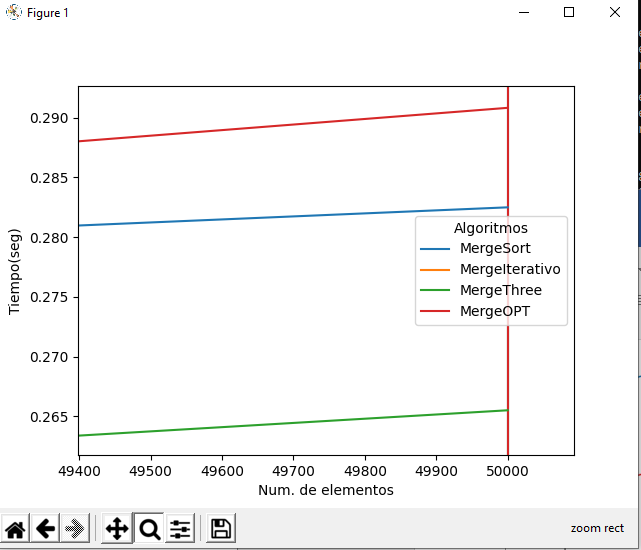 Figure 1
0.290
0.285
0.280
0.275
0.270
0.265
Tiempo(seg)
Algoritmos
MergeSort
MergeIterativo
MergeThree
MergeOPT
49400 49500 49600 49700 49800 49900 50000
Num. de elementos
zoom rect